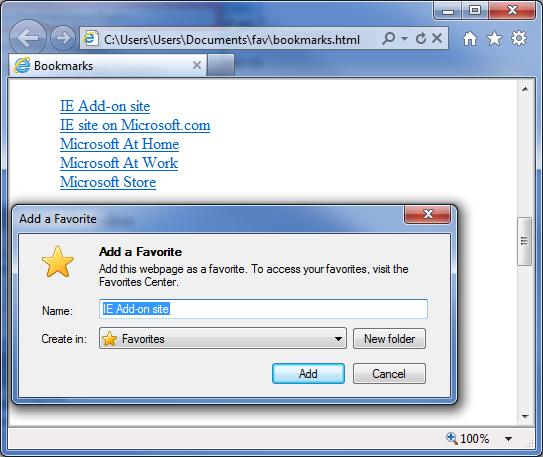 C:\Users\Users\Documents\fav\bookmarks.html
Bookmarks
IE Add-on site
IE site on Microsoft.com
Microsoft At Home
Microsoft At Work
Microsoft Store
Add a Favorite
Add a Favorite
Add this webpage as a favorite. To access your favorites, visit the
Favorites Center.
Name: IE Add-on site
Create in: Favorites New folder
Add Cancel
100%